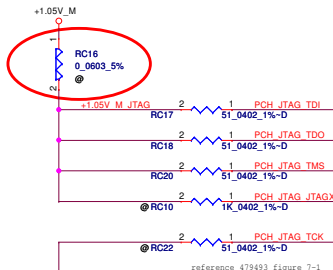 +1.05V_M
1
RC16
0_0603_5%
@
2
+1.05V_M_JTAG 2 1 PCH_JTAG_TDI
RC17 51_0402_1%~D
2 1 PCH_JTAG_TDO
RC18 51_0402_1%~D
2 1 PCH_JTAG_TMS
RC20 51_0402_1%~D
2 1 PCH_JTAG_JTAGX
@ RC10 1K_0402_1%~D
2 1 PCH_JTAG_TCK
@ RC22 51_0402_1%~D
reference 479493 figure 7-1